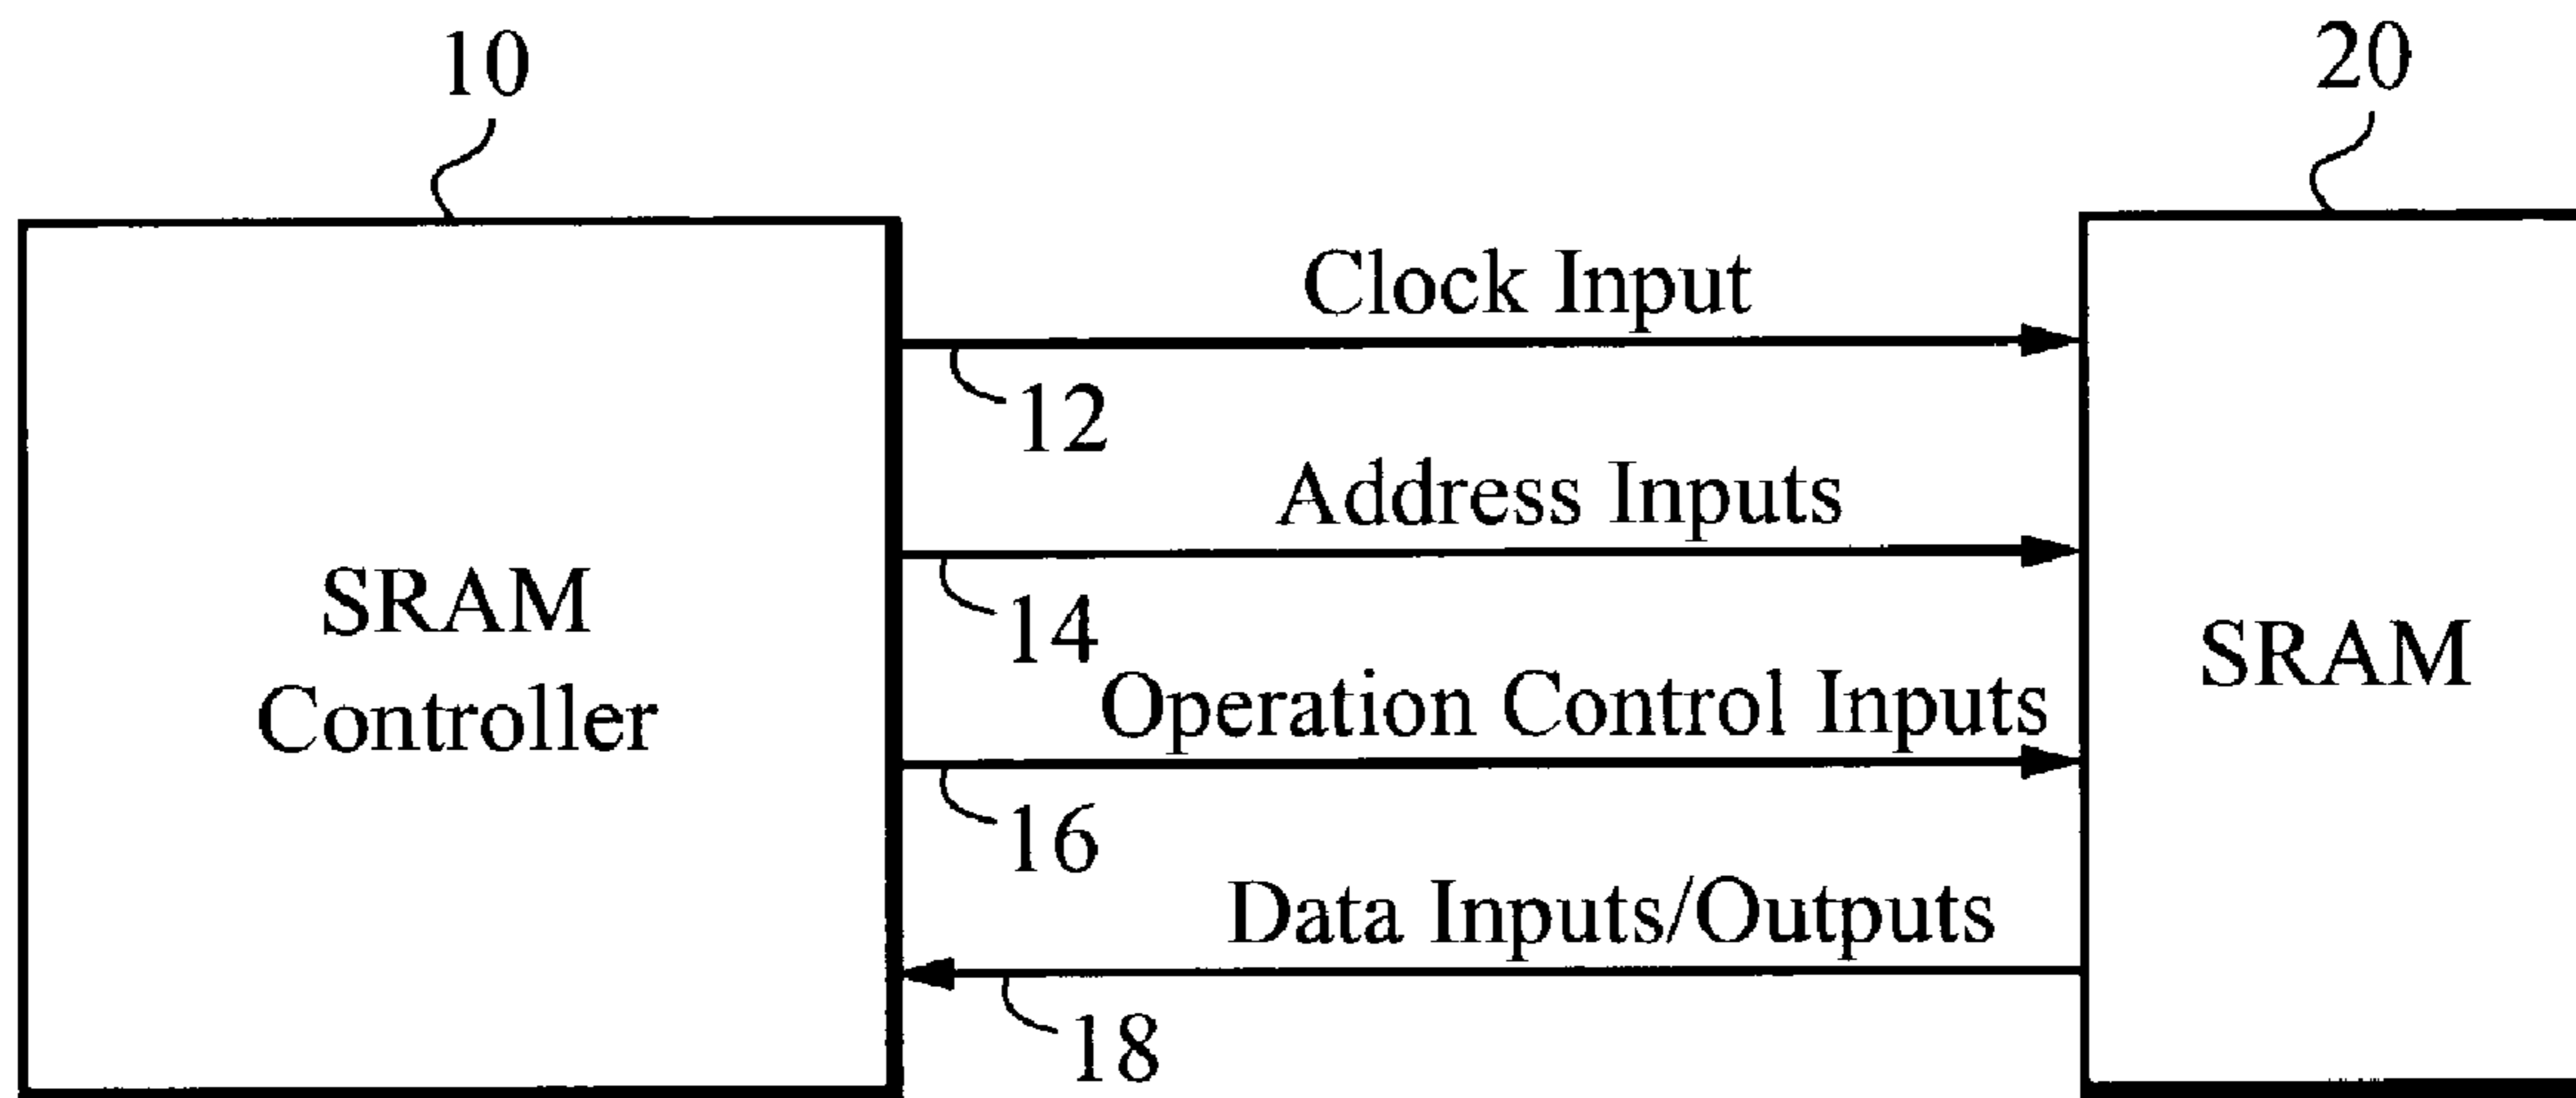 10
20
Clock Input
12
Address Inputs
14
SRAM
Controller
Operation Control Inputs
SRAM
16
Data Inputs/Outputs
18